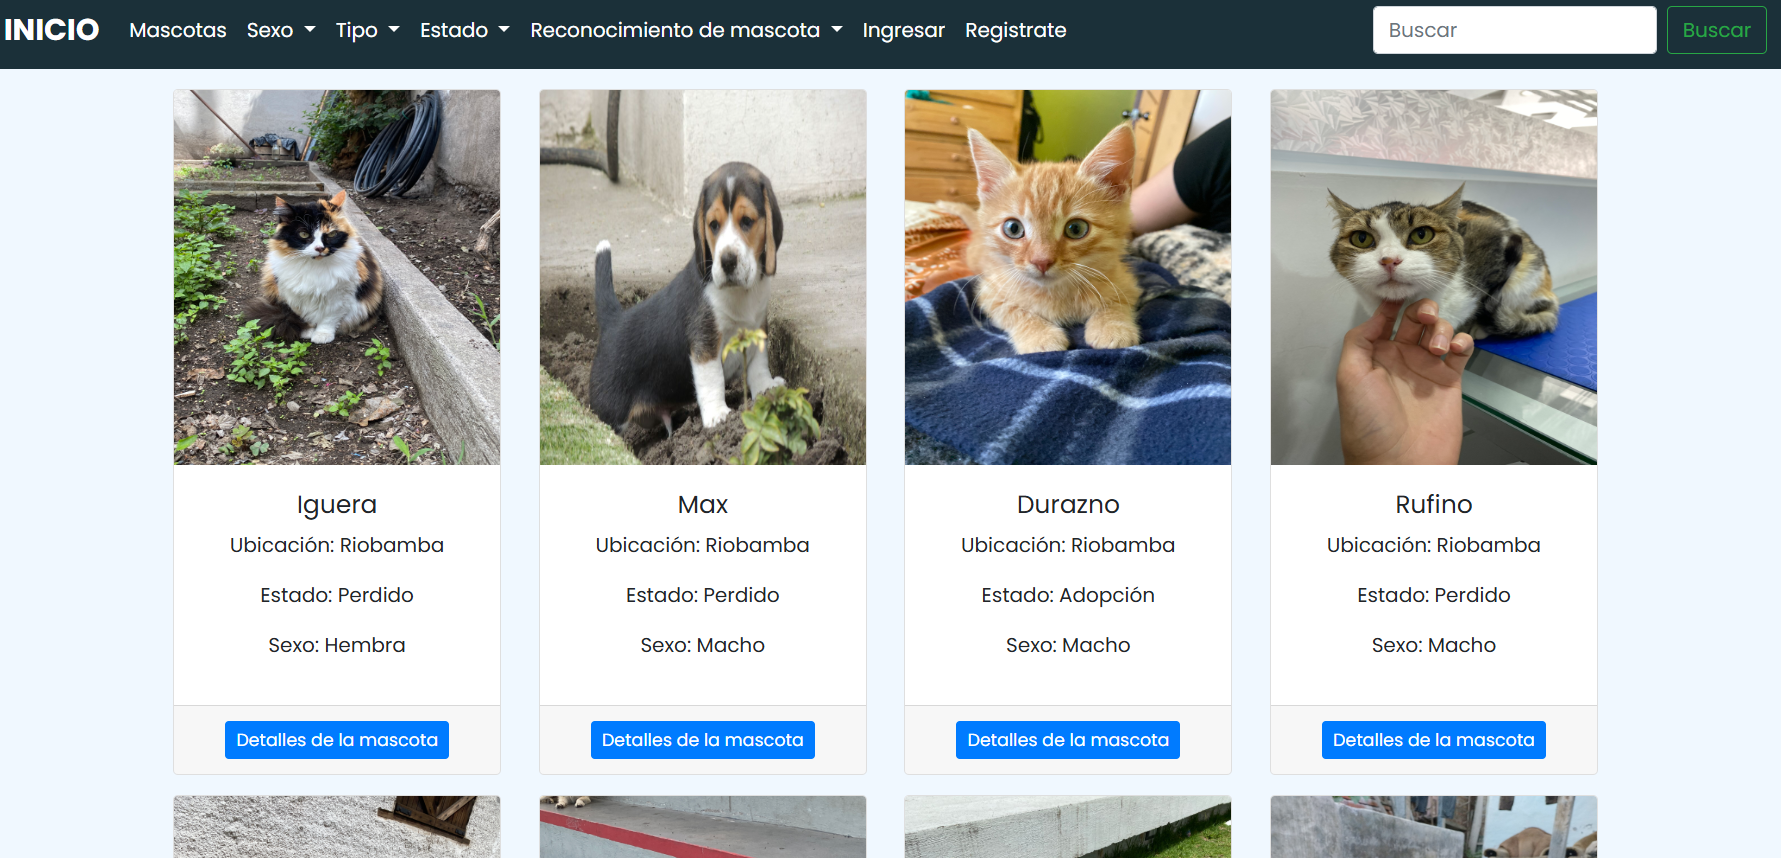 INICIO Mascotas Sexo Tipo Estado Reconocimiento de mascota Ingresar Registrate Buscar Buscar
Iguera
Ubicación: Riobamba
Estado: Perdido
Sexo: Hembra
Detalles de la mascota
Max
Ubicación: Riobamba
Estado: Perdido
Sexo: Macho
Detalles de la mascota
Durazno
Ubicación: Riobamba
Estado: Adopción
Sexo: Macho
Detalles de la mascota
Rufino
Ubicación: Riobamba
Estado: Perdido
Sexo: Macho
Detalles de la mascota